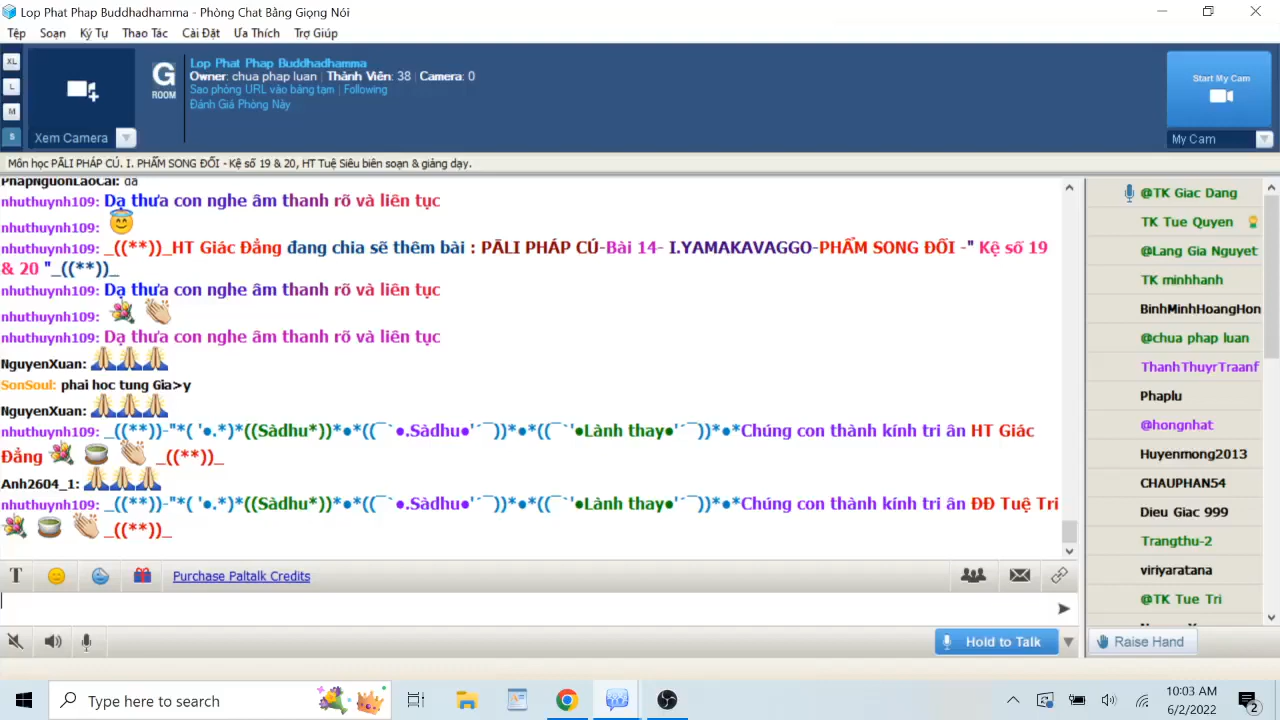 Lop Phat Phap Buddhadhamma - Phòng Chat Bằng Giọng Nói
Tệp Soạn Ký Tự Thao Tác Cài Đặt Ưa Thích Trợ Giúp
XL
L
M
S
Xem Camera
G
ROOM
Lop Phat Phap Buddhadhamma
Owner: chua phap luan | Thành Viên: 38 | Camera: 0
Sao phỏng URL vào bảng tạm | Following
Đánh Giá Phòng Này
Start My Cam
My Cam
Môn học PĀLI PHÁP CÚ. I. PHẨM SONG ĐỐI - Kệ số 19 & 20, HT Tuệ Siêu biên soạn & giảng dạy.
PhapNguonLaoCai: da
nhuthuynh109: Dạ thưa con nghe âm thanh rõ và liên tục
nhuthuynh109:
nhuthuynh109: _((**))_HT Giác Đẳng đang chia sẽ thêm bài : PĀLI PHÁP CÚ-Bài 14- I.YAMAKAVAGGO-PHẨM SONG ĐỐI -" Kệ số 19
& 20 "_((**))_
nhuthuynh109: Dạ thưa con nghe âm thanh rõ và liên tục
nhuthuynh109:
nhuthuynh109: Dạ thưa con nghe âm thanh rõ và liên tục
NguyenXuan:
SonSoul: phai hoc tung Gia>y
NguyenXuan:
nhuthuynh109: _((**))-"*( '●.*)*((Sàdhu*))*●*((¯`●.Sàdhu●'´¯))*●*((¯`'●Lành thay●'´¯))*●*Chúng con thành kính tri ân HT Giác
Đẳng _((**))_
Anh2604_1:
nhuthuynh109: _((**))-"*( '●.*)*((Sàdhu*))*●*((¯`●.Sàdhu●'´¯))*●*((¯`'●Lành thay●'´¯))*●*Chúng con thành kính tri ân ĐĐ Tuệ Tri
_((**))_
@TK Giac Dang
TK Tue Quyen
@Lang Gia Nguyet
TK minhhanh
BinhMinhHoangHon
@chua phap luan
ThanhThuyrTraanf
Phaplu
@hongnhat
Huyenmong2013
CHAUPHAN54
Dieu Giac 999
Trangthu-2
viriyaratana
@TK Tue Tri
T
Purchase Paltalk Credits
Hold to Talk
Raise Hand
Type here to search
10:03 AM
6/2/2022
2